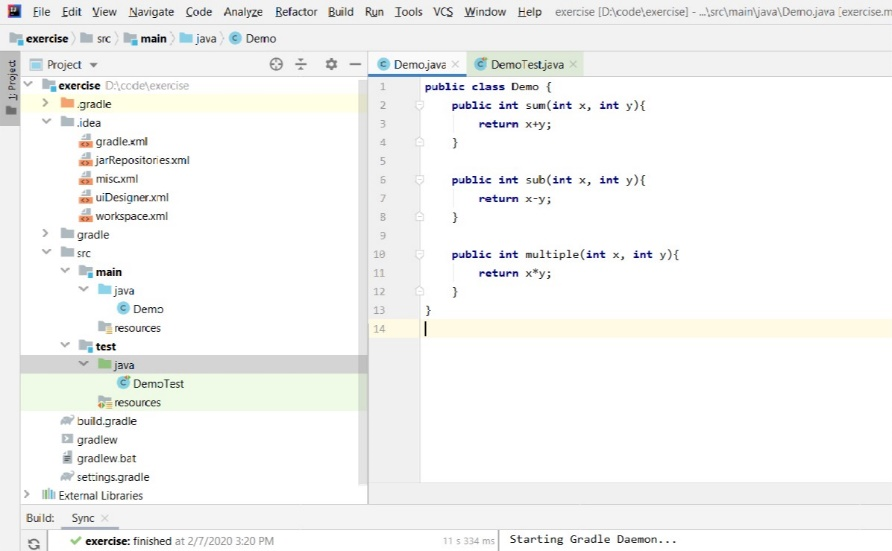 File Edit View Navigate Code Analyze Refactor Build Run Tools VCS Window Help exercise [D:\code\exercise] - ...\src\main\java\Demo.java [exercise.m
exercise src main java Demo
1: Project
Project
Demo.java
DemoTest.java
exercise D:\code\exercise
.gradle
.idea
gradle.xml
jarRepositories.xml
misc.xml
uiDesigner.xml
workspace.xml
gradle
src
main
java
Demo
resources
test
java
DemoTest
resources
build.gradle
gradlew
gradlew.bat
settings.gradle
External Libraries
1 public class Demo {
2 public int sum(int x, int y){
3 return x+y;
4 }
5
6 public int sub(int x, int y){
7 return x-y;
8 }
9
10 public int multiple(int x, int y){
11 return x*y;
12 }
13 }
14
Build: Sync
exercise: finished at 2/7/2020 3:20 PM 11 s 334 ms
Starting Gradle Daemon...